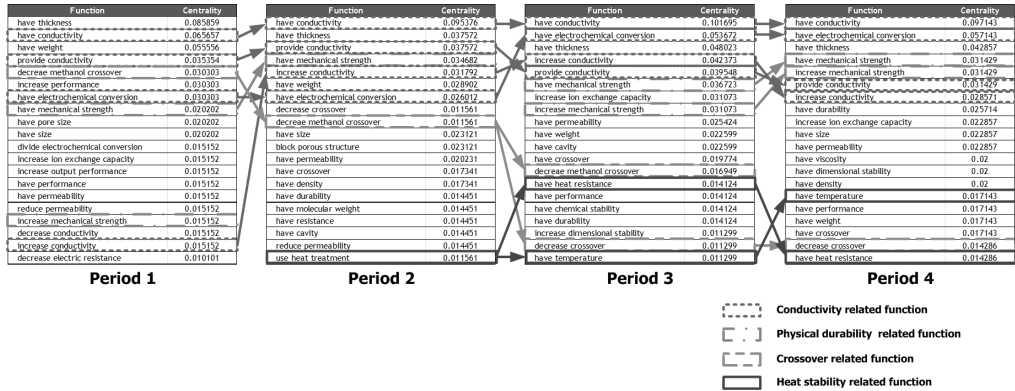 Function Centrality
have thickness 0.085859
have conductivity 0.065657
have weight 0.055556
provide conductivity 0.035354
decrease methanol crossover 0.030303
increase performance 0.030303
have electrochemical conversion 0.030303
have mechanical strength 0.020202
have pore size 0.020202
have size 0.020202
divide electrochemical conversion 0.015152
increase ion exchange capacity 0.015152
increase output performance 0.015152
have performance 0.015152
have permeability 0.015152
reduce permeability 0.015152
increase mechanical strength 0.015152
decrease conductivity 0.015152
increase conductivity 0.015152
decrease electric resistance 0.010101
Period 1
Function Centrality
have conductivity 0.095376
have thickness 0.037572
provide conductivity 0.037572
have mechanical strength 0.034682
increase conductivity 0.031792
have weight 0.028902
have electrochemical conversion 0.026012
decrease crossover 0.011561
decrease methanol crossover 0.011561
have size 0.023121
block porous structure 0.023121
have permeability 0.020231
have crossover 0.017341
have density 0.017341
have durability 0.014451
have molecular weight 0.014451
have resistance 0.014451
have cavity 0.014451
reduce permeability 0.014451
use heat treatment 0.011561
Period 2
Function Centrality
have conductivity 0.101695
have electrochemical conversion 0.053672
have thickness 0.048023
increase conductivity 0.042373
provide conductivity 0.039548
have mechanical strength 0.036723
increase ion exchange capacity 0.031073
increase mechanical strength 0.031073
have permeability 0.025424
have weight 0.022599
have cavity 0.022599
have crossover 0.019774
decrease methanol crossover 0.016949
have heat resistance 0.014124
have performance 0.014124
have chemical stability 0.014124
have durability 0.014124
increase dimensional stability 0.011299
decrease crossover 0.011299
have temperature 0.011299
Period 3
Function Centrality
have conductivity 0.097143
have electrochemical conversion 0.057143
have thickness 0.042857
have mechanical strength 0.031429
increase mechanical strength 0.031429
provide conductivity 0.031429
increase conductivity 0.028571
have durability 0.025714
increase ion exchange capacity 0.022857
have size 0.022857
have permeability 0.022857
have viscosity 0.02
have dimensional stability 0.02
have density 0.02
have temperature 0.017143
have performance 0.017143
have weight 0.017143
have crossover 0.017143
decrease crossover 0.014286
have heat resistance 0.014286
Period 4
Conductivity related function
Physical durability related function
Crossover related function
Heat stability related function